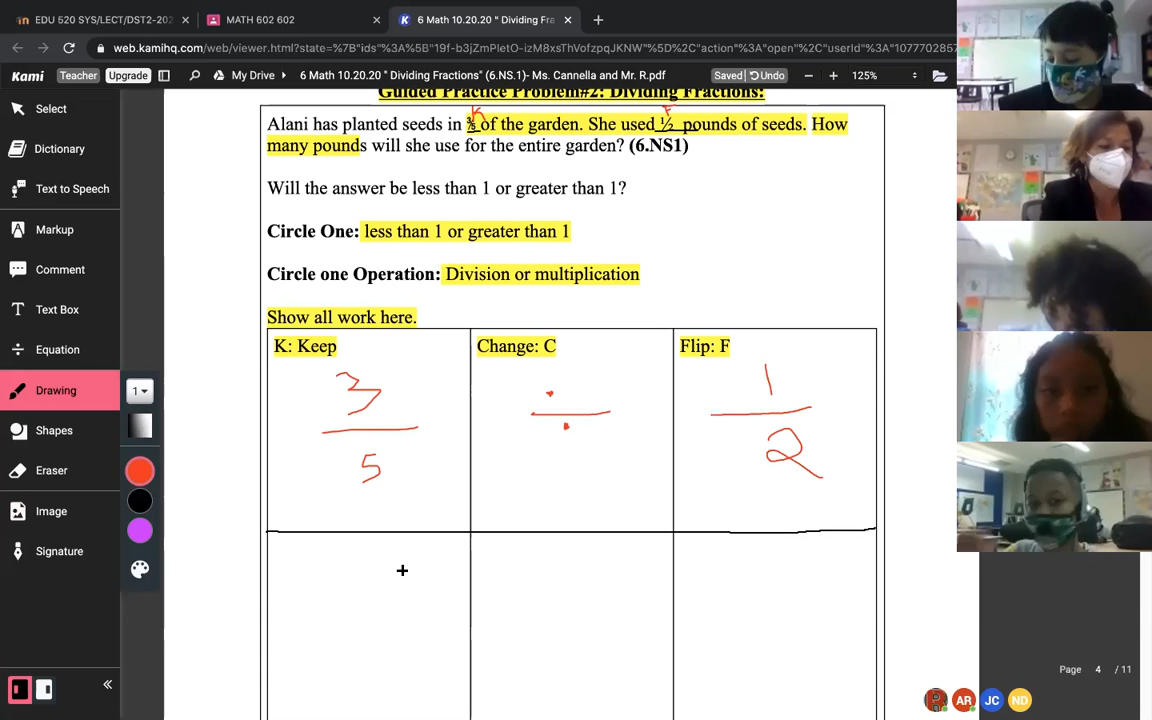 EDU 520 SYS/LECT/DST2-202
MATH 602 602
6 Math 10.20.20 " Dividing Fra
web.kamihq.com/web/viewer.html?state=%7B"ids"%3A%5B"19f-b3jZmPletO-izM8xsThVofzpqJKNW"%5D%2C"action"%3A"open"%2C"userId"%3A"1077702857
Kami Teacher Upgrade My Drive 6 Math 10.20.20 " Dividing Fractions" (6.NS.1)- Ms. Cannella and Mr. R.pdf Saved Undo 125%
Select
Dictionary
Text to Speech
Markup
Comment
Text Box
Equation
Drawing
1
Shapes
Eraser
Image
Signature
Guided Practice Problem#2: Dividing Fractions:
K F
Alani has planted seeds in ⅗ of the garden. She used ½ pounds of seeds. How
many pounds will she use for the entire garden? (6.NS1)
Will the answer be less than 1 or greater than 1?
Circle One: less than 1 or greater than 1
Circle one Operation: Division or multiplication
Show all work here.
K: Keep Change: C Flip: F
3 ÷ 1
5 2
Page 4 / 11
AR JC ND